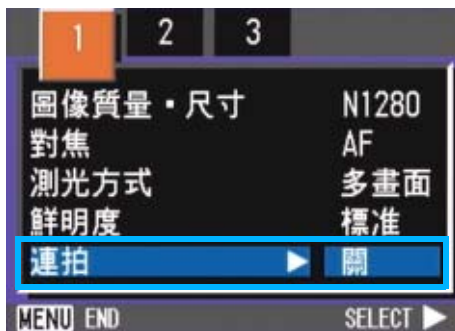 1 2 3
圖像質量・尺寸 N1280
對焦 AF
測光方式 多畫面
鮮明度 標准
連拍 ▶ 關
MENU END SELECT ▶